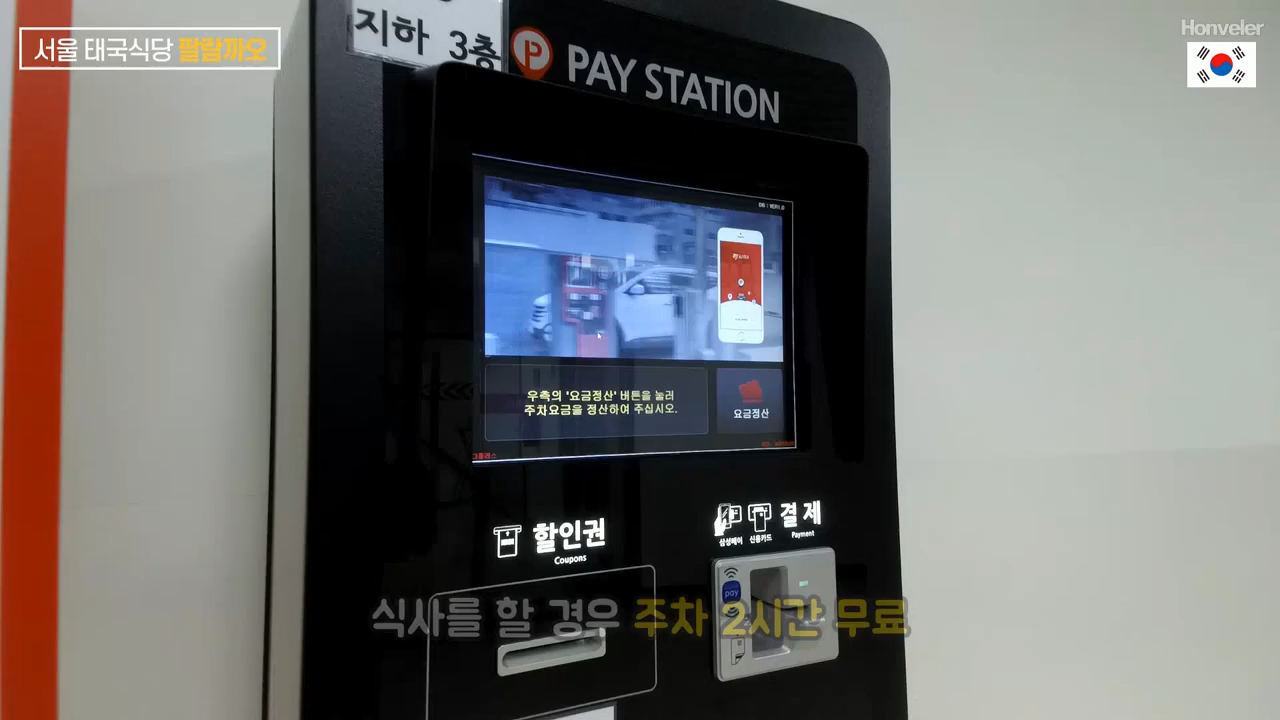 서울 태국식당 팔람까오
Honveler
지하 3층
P PAY STATION
우측의 '요금정산' 버튼을 눌러
주차요금을 정산하여 주십시오.
요금정산
할인권
Coupons
결제
삼성페이 신용카드 Payment
pay
식사를 할 경우 주차 2시간 무료